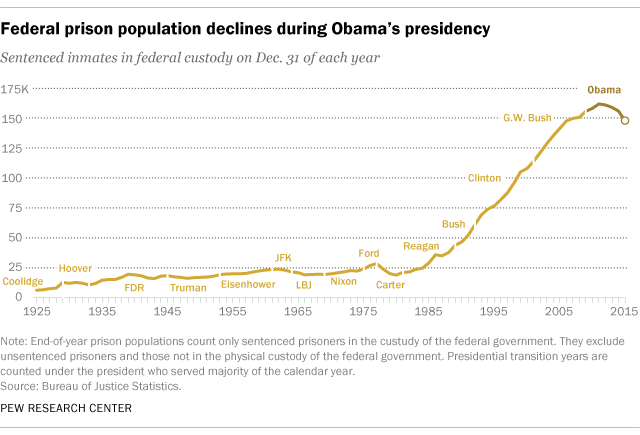 Federal prison population declines during Obama's presidency
Sentenced inmates in federal custody on Dec. 31 of each year
175K
Obama
150
G.W. Bush
125
100
Clinton
75
Bush
50
Reagan
Ford
JFK
25
Hoover
Coolidge
FDR
Truman
Eisenhower
LBJ
Nixon
Carter
0
1925 1935 1945 1955 1965 1975 1985 1995 2005 2015
Note: End-of-year prison populations count only sentenced prisoners in the custody of the federal government. They exclude
unsentenced prisoners and those not in the physical custody of the federal government. Presidential transition years are
counted under the president who served majority of the calendar year.
Source: Bureau of Justice Statistics.
PEW RESEARCH CENTER